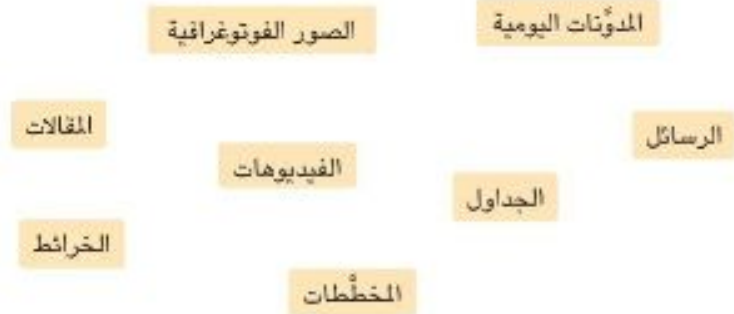 المدوَّنات اليومية
الصور الفوتوغرافية
المقالات
الرسائل
الفيديوهات
الجداول
الخرائط
المخطَّطات